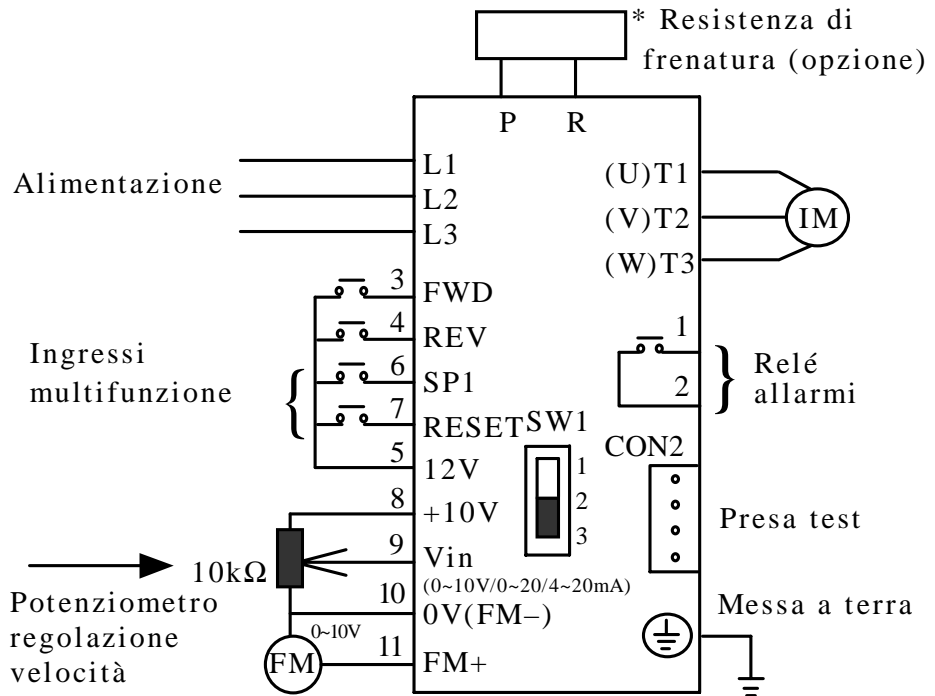 * Resistenza di
frenatura (opzione)
P R
Alimentazione
L1
L2
L3
(U)T1
(V)T2
(W)T3
IM
Ingressi
multifunzione
3 FWD
4 REV
6 SP1
7 RESET
5 12V
SW1
1
2
3
1
2
Relé
allarmi
CON2
Presa test
8 +10V
9 Vin
(0~10V/0~20/4~20mA)
10 0V(FM–)
11 FM+
10kΩ
Potenziometro
regolazione
velocità
0~10V
FM
Messa a terra